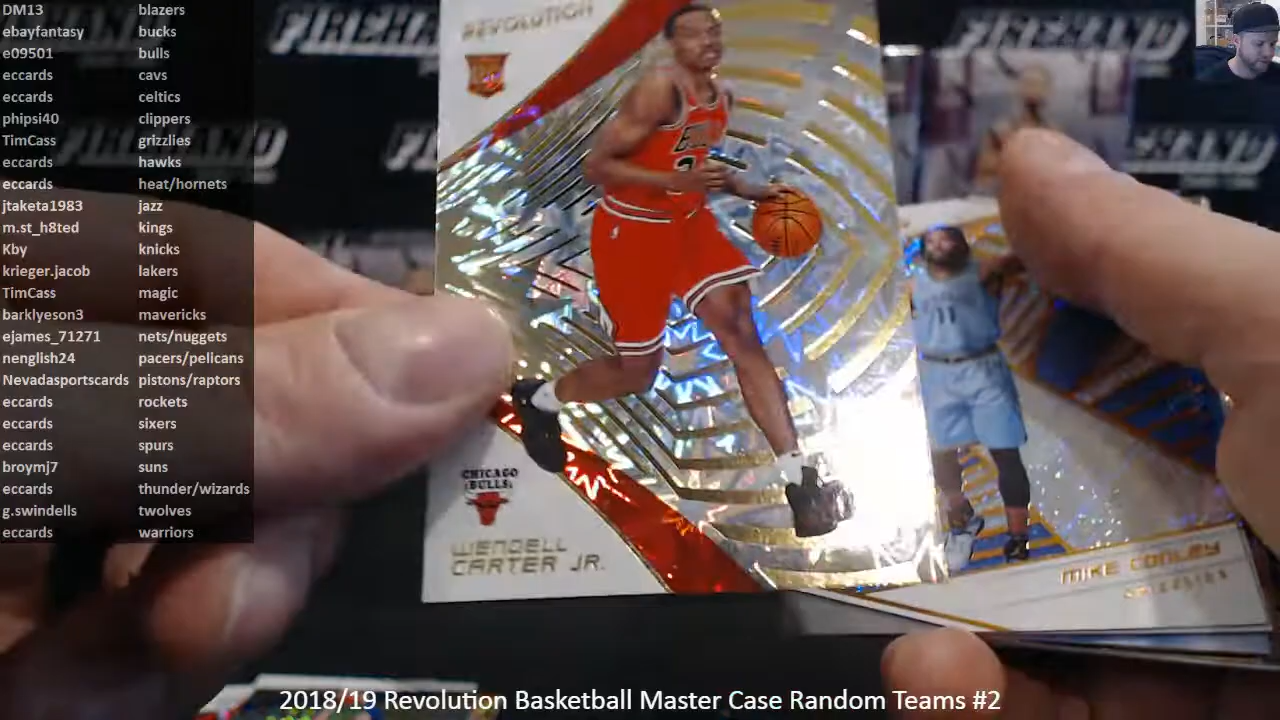 DM13 blazers
ebayfantasy bucks
e09501 bulls
eccards cavs
eccards celtics
phipsi40 clippers
TimCass grizzlies
eccards hawks
eccards heat/hornets
jtaketa1983 jazz
m.st_h8ted kings
Kby knicks
krieger.jacob lakers
TimCass magic
barklyeson3 mavericks
ejames_71271 nets/nuggets
nenglish24 pacers/pelicans
Nevadasportscards pistons/raptors
eccards rockets
eccards sixers
eccards spurs
broymj7 suns
eccards thunder/wizards
g.swindells twolves
eccards warriors
REVOLUTION
CHICAGO
BULLS
WENDELL
CARTER JR.
11
MIKE CONLEY
2018/19 Revolution Basketball Master Case Random Teams #2